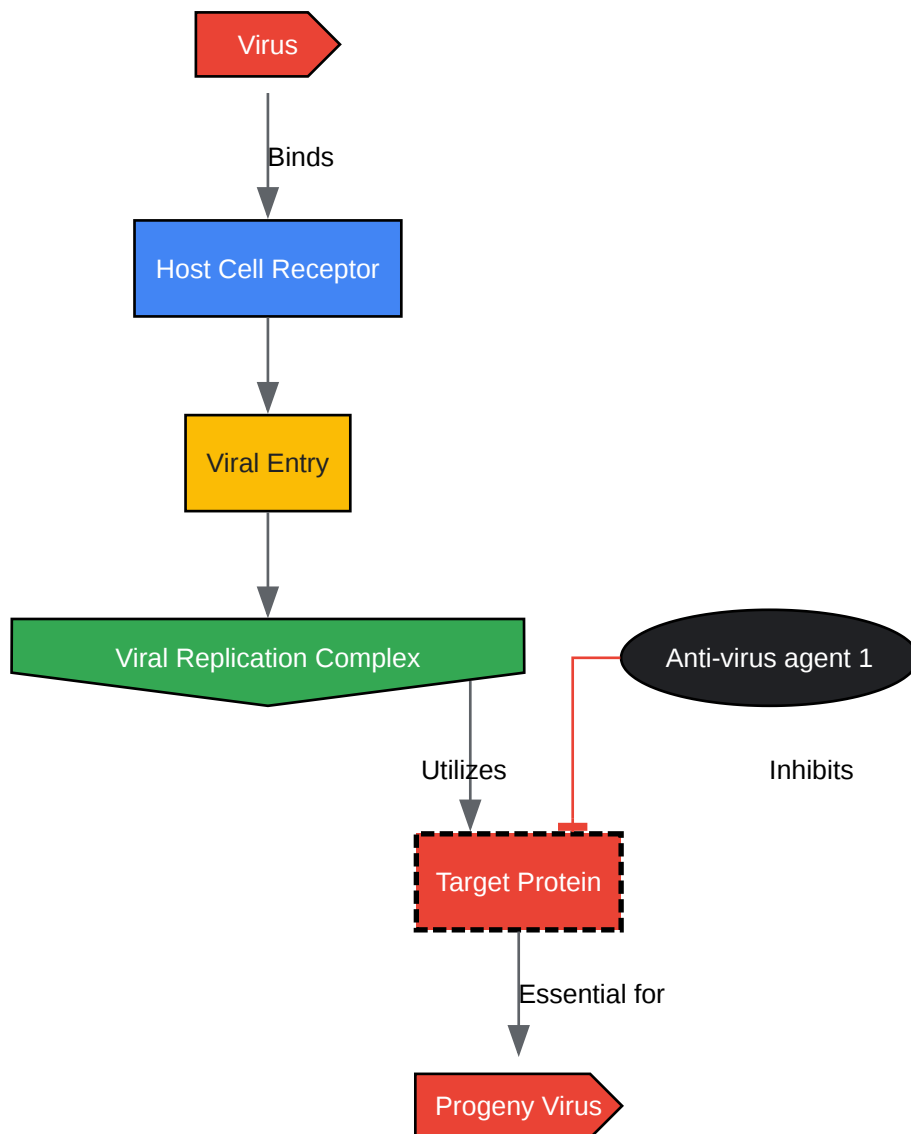 Virus
Binds
Host Cell Receptor
Viral Entry
Viral Replication Complex
Anti-virus agent 1
Utilizes
Inhibits
Target Protein
Essential for
Progeny Virus